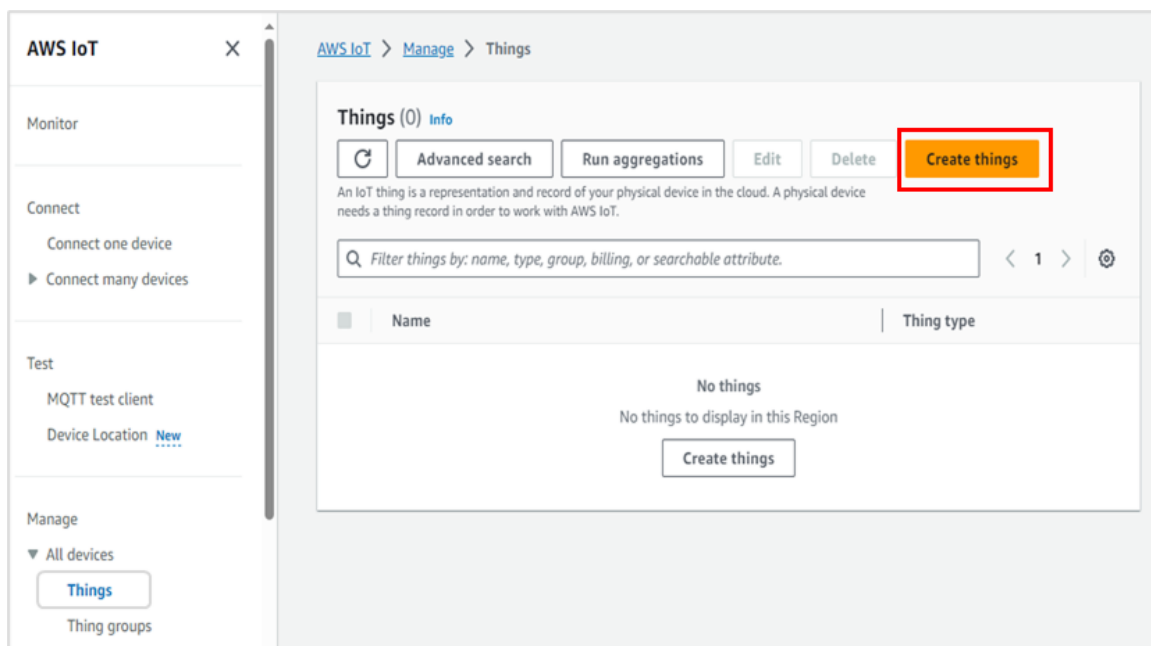 AWS IoT
Monitor
Connect
Connect one device
Connect many devices
Test
MQTT test client
Device Location New
Manage
All devices
Things
Thing groups
AWS IoT > Manage > Things
Things (0) Info
Advanced search Run aggregations Edit Delete Create things
An IoT thing is a representation and record of your physical device in the cloud. A physical device
needs a thing record in order to work with AWS IoT.
Filter things by: name, type, group, billing, or searchable attribute.
1
Name Thing type
No things
No things to display in this Region
Create things